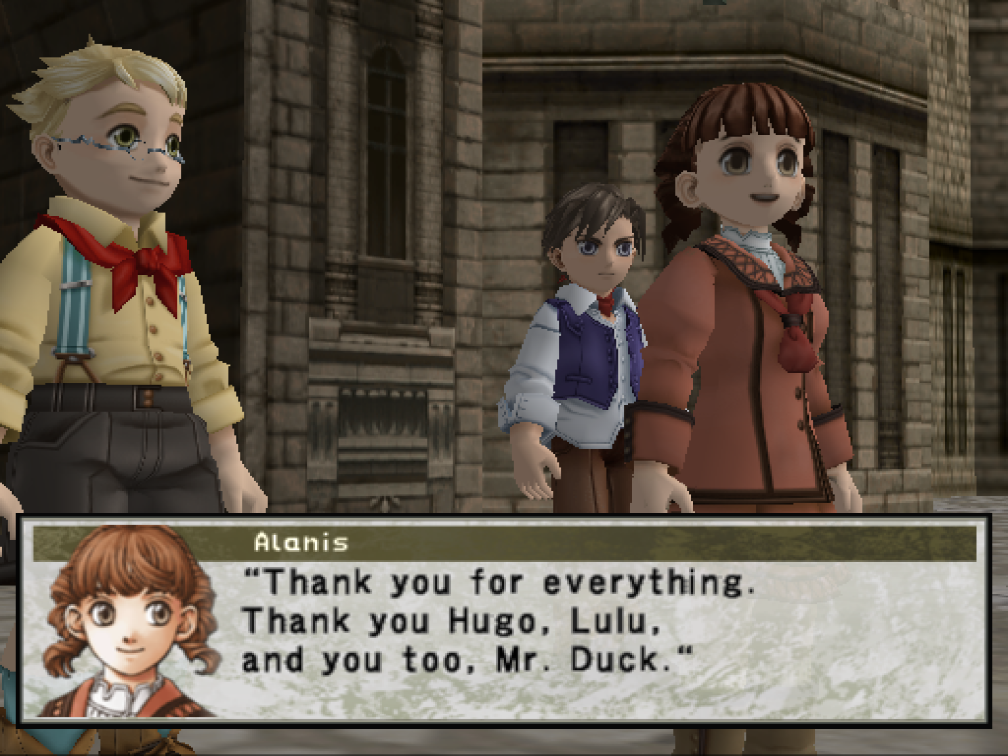 Alanis
“Thank you for everything.
Thank you Hugo, Lulu,
and you too, Mr. Duck.“